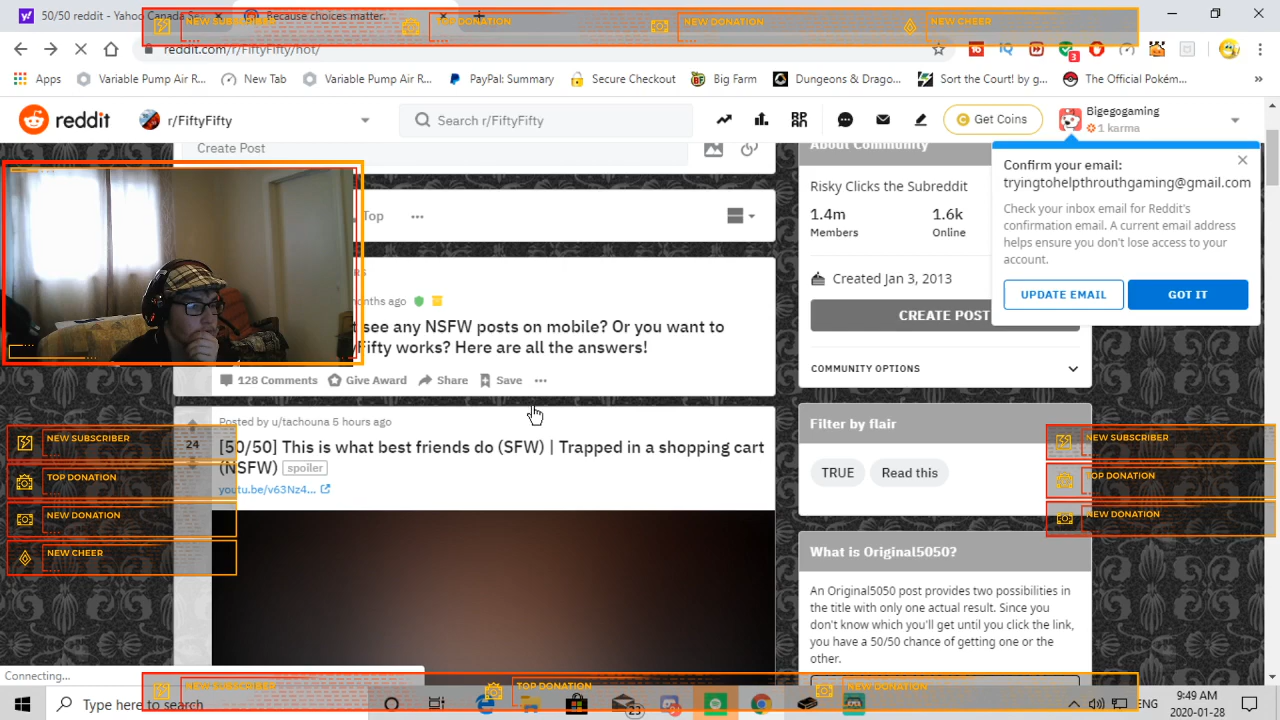 50/50 reddit - Yahoo Canada Se
Because choices matter.
NEW SUBSCRIBER
TOP DONATION
NEW DONATION
NEW CHEER
reddit.com/r/FiftyFifty/hot/
3
Apps
Variable Pump Air R...
New Tab
Variable Pump Air R...
PayPal: Summary
Secure Checkout
Big Farm
Dungeons & Drago...
Sort the Court! by g...
The Official Pokém...
»
reddit
r/FiftyFifty
Search r/FiftyFifty
Get Coins
Bigegogaming
1 karma
Create Post
About Community
Confirm your email:
tryingtohelpthrouthgaming@gmail.com
Check your inbox email for Reddit's
confirmation email. A current email address
helps ensure you don't lose access to your
account.
UPDATE EMAIL
GOT IT
Risky Clicks the Subreddit
1.4m
1.6k
Members
Online
Created Jan 3, 2013
CREATE POST
COMMUNITY OPTIONS
Top
months ago
t see any NSFW posts on mobile? Or you want to
Fifty works? Here are all the answers!
128 Comments
Give Award
Share
Save
Posted by u/tachouna 5 hours ago
24
[50/50] This is what best friends do (SFW) | Trapped in a shopping cart
(NSFW) spoiler
youtu.be/v63Nz4...
Filter by flair
TRUE
Read this
NEW SUBSCRIBER
TOP DONATION
NEW DONATION
NEW CHEER
NEW SUBSCRIBER
TOP DONATION
NEW DONATION
What is Original5050?
An Original5050 post provides two possibilities in
the title with only one actual result. Since you
don't know which you'll get until you click the link,
you have a 50/50 chance of getting one or the
other.
Connecting...
NEW SUBSCRIBER
TOP DONATION
NEW DONATION
Type here to search
23
ENG
9:49 AM
2020-01-28